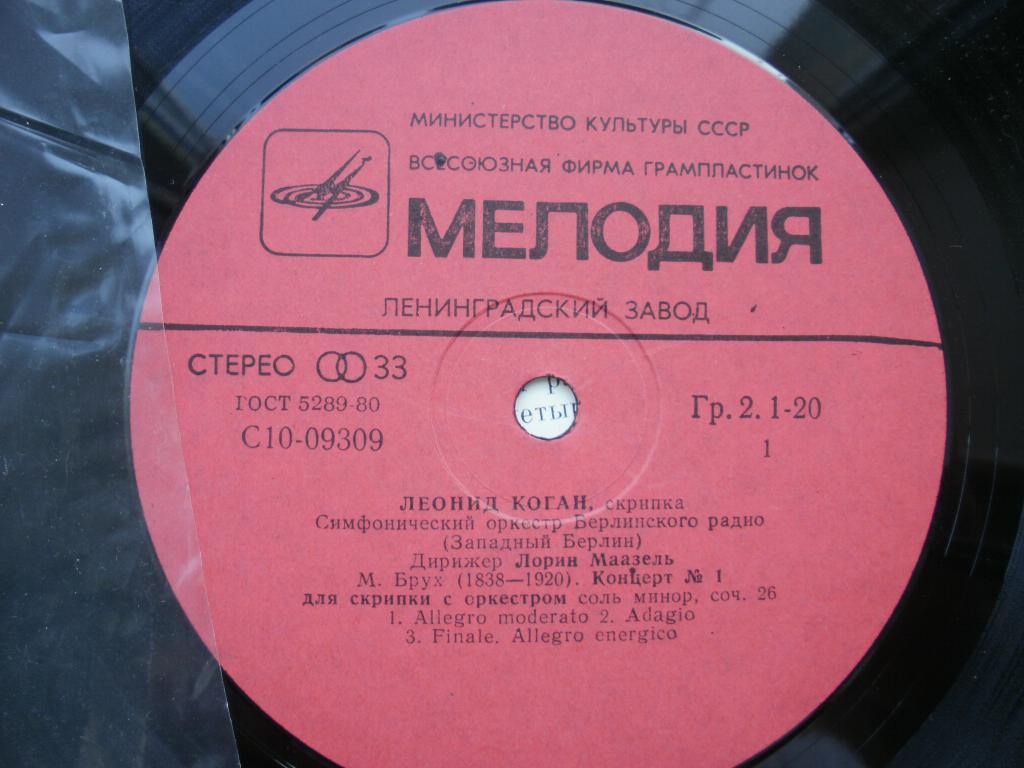 МИНИСТЕРСТВО КУЛЬТУРЫ СССР
ВСЕСОЮЗНАЯ ФИРМА ГРАМПЛАСТИНОК
МЕЛОДИЯ
ЛЕНИНГРАДСКИЙ ЗАВОД
СТЕРЕО 33
ГОСТ 5289-80
С10-09309
Гр. 2. 1-20
1
ЛЕОНИД КОГАН, скрипка
Симфонический оркестр Берлинского радио
(Западный Берлин)
Дирижер Лорин Маазель
М. Брух (1838—1920). Концерт № 1
для скрипки с оркестром соль минор, соч. 26
1. Allegro moderato 2. Adagio
3. Finale. Allegro energico